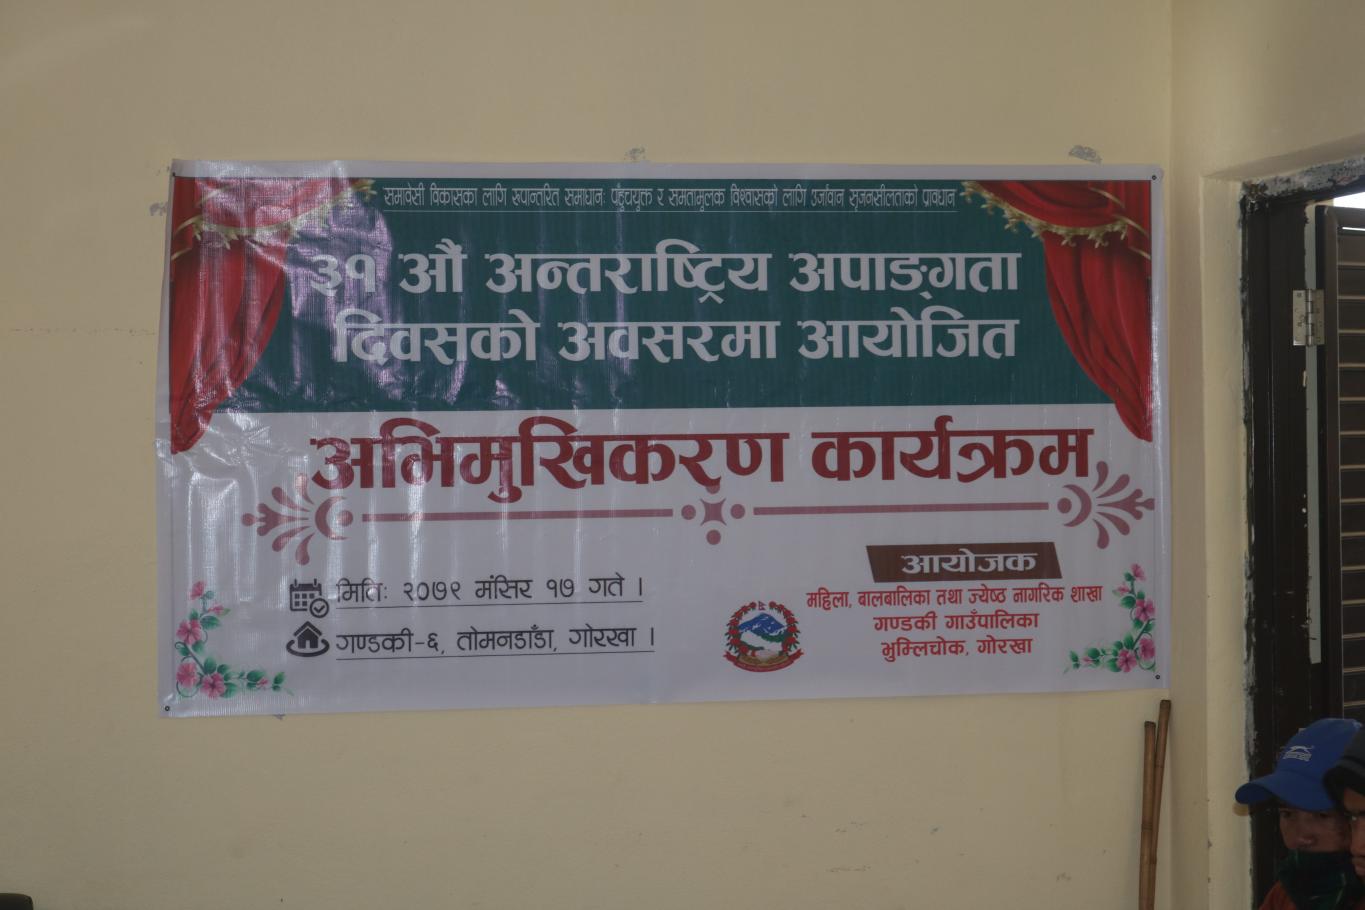 समावेसी विकासका लागि रूपान्तरित समाधानः पहुँचयुक्त र समतामुलक विश्वासको लागि उर्जावान सृजनसीलताको प्रावधान
३१ औं अन्तराष्ट्रिय अपाङ्गता
दिवसको अवसरमा आयोजित
अभिमुखिकरण कार्यक्रम
मितिः २०७९ मंसिर १७ गते ।
गण्डकी-६, तोमनडाँडा, गोरखा ।
आयोजक
महिला, बालबालिका तथा ज्येष्ठ नागरिक शाखा
गण्डकी गाउँपालिका
भुम्लिचोक, गोरखा